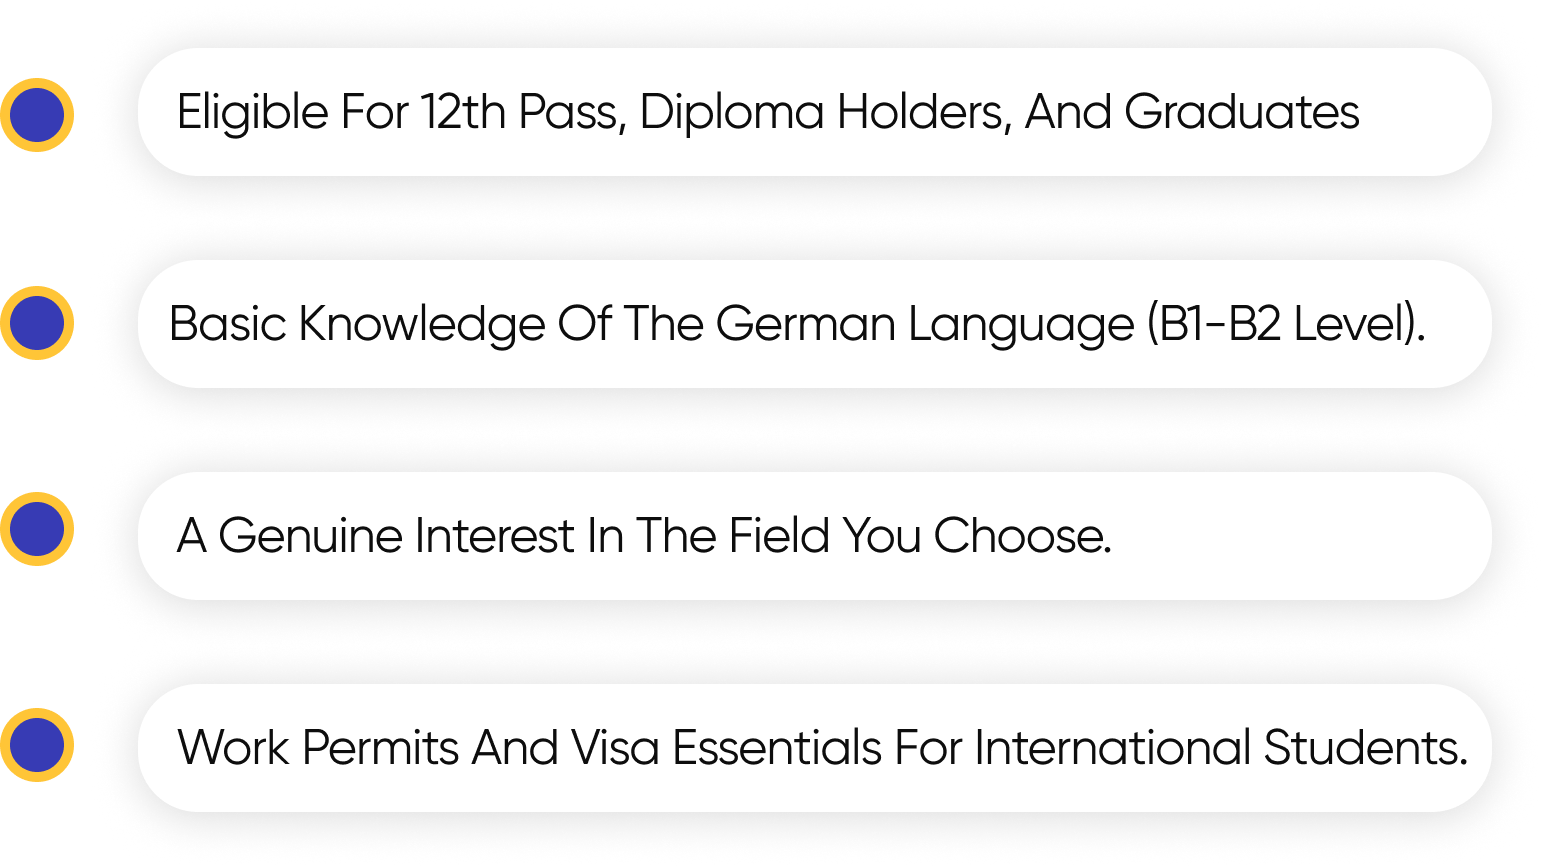 Eligible For 12th Pass, Diploma Holders, And Graduates
Basic Knowledge Of The German Language (B1-B2 Level).
A Genuine Interest In The Field You Choose.
Work Permits And Visa Essentials For International Students.